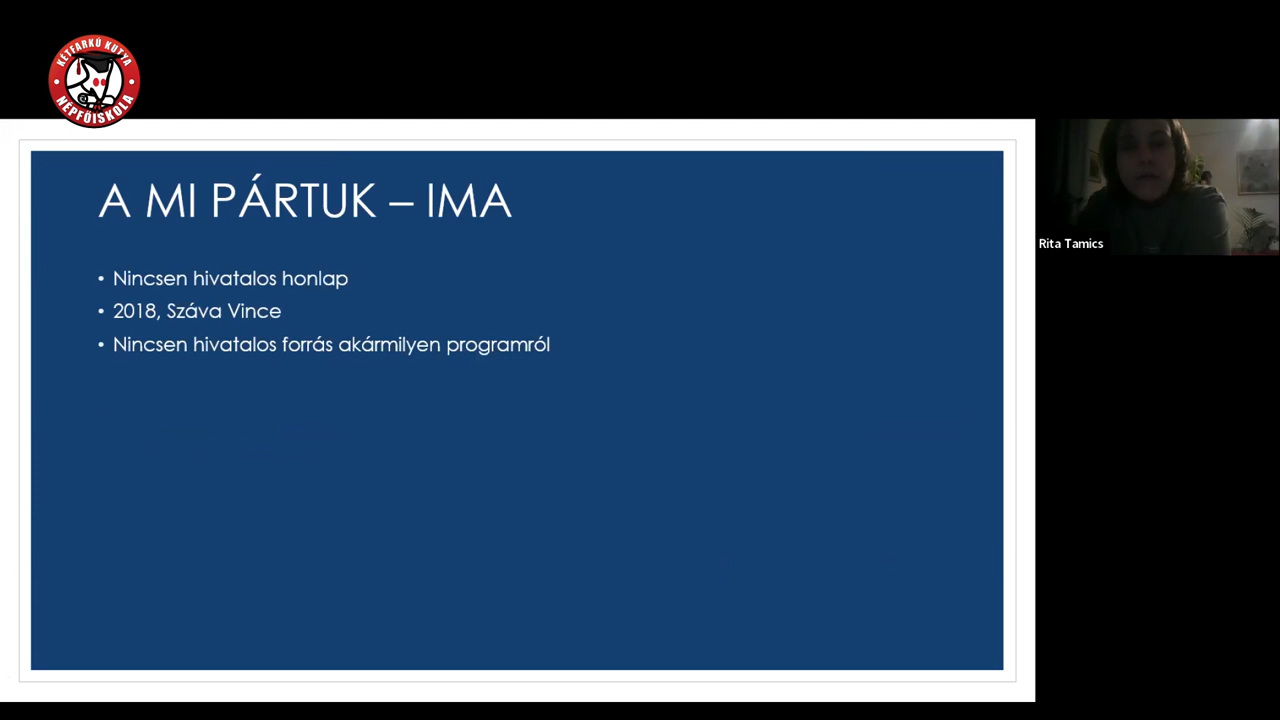 KÉTFARKÚ KUTYA
NÉPFŐISKOLA
A MI PÁRTUK – IMA
• Nincsen hivatalos honlap
• 2018, Száva Vince
• Nincsen hivatalos forrás akármilyen programról
Rita Tamics